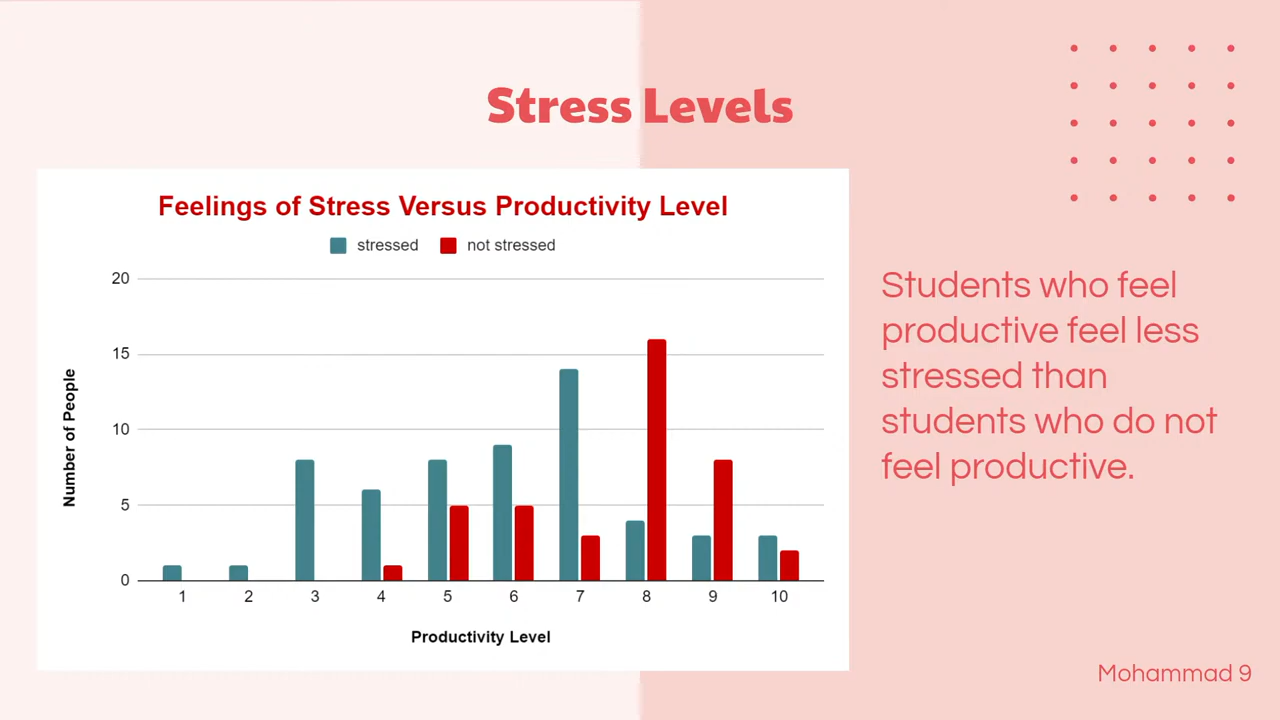 Stress Levels
Feelings of Stress Versus Productivity Level
stressed not stressed
20
15
10
5
0
Number of People
1 2 3 4 5 6 7 8 9 10
Productivity Level
Students who feel
productive feel less
stressed than
students who do not
feel productive.
Mohammad 9